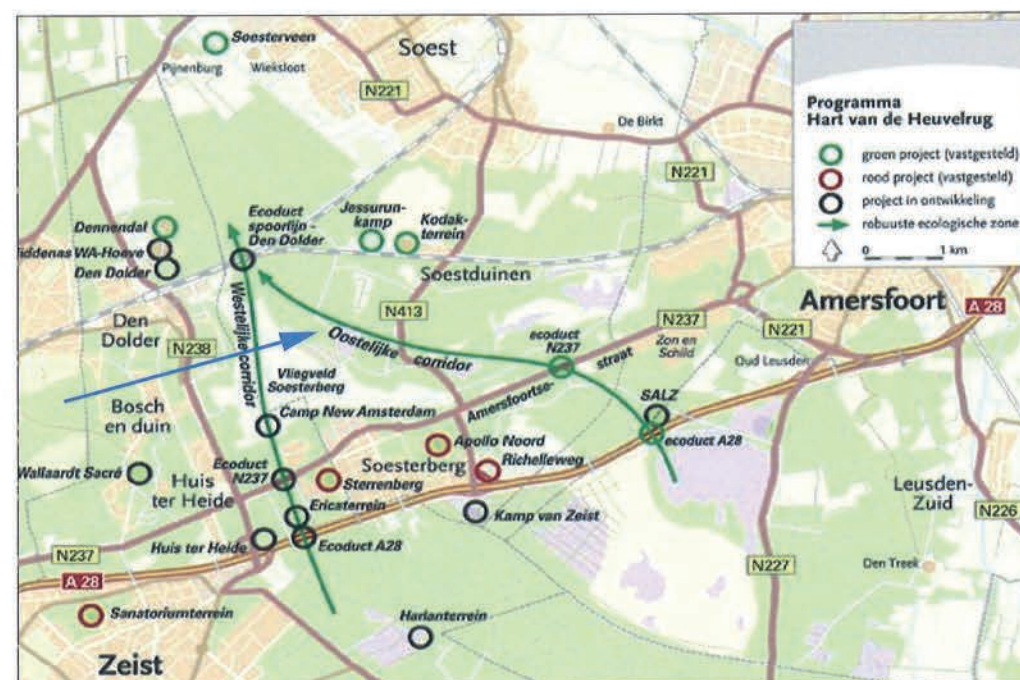 Soesterveen
Pijnenburg
Wieksloot
Soest
N221
De Birkt
N221
Programma
Hart van de Heuvelrug
groen project (vastgesteld)
rood project (vastgesteld)
project in ontwikkeling
robuuste ecologische zone
0 1 km
Dennendal
iddenas WA-Hoeve
Den Dolder
Ecoduct
spoorlijn -
Den Dolder
Jessurun-
kamp
Kodak-
terrein
Soestduinen
Amersfoort
A 28
N413
N237
N221
Zon en
Schild
Oud Leusden
Den
Dolder
N238
Westelijke corridor
Oostelijke corridor
ecoduct
N237
Amersfoortse-
straat
Vliegveld
Soesterberg
Bosch
en duin
Camp New Amsterdam
SALZ
ecoduct A28
Apollo Noord
Richelleweg
Soesterberg
Wallaardt Sacré
Huis
ter Heide
Ecoduct
N237
Sterrenberg
Ericaterrein
Kamp van Zeist
Leusden-
Zuid
N226
Huis ter Heide
Ecoduct A28
N237
A 28
N227
Den Treek
Sanatoriumterrein
Harlanterrein
Zeist